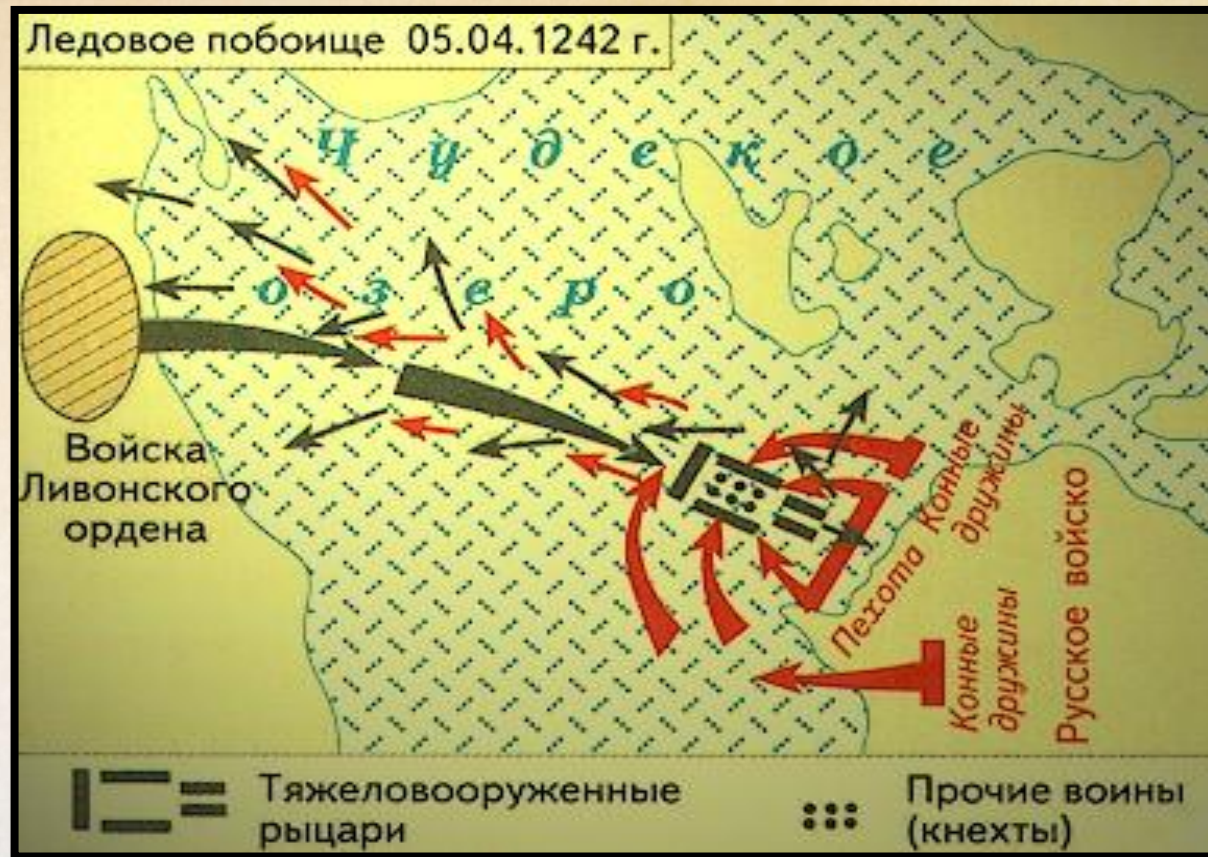 Ледовое побоище 05.04.1242 г.
Чудское
озеро
Войска
Ливонского
ордена
Конные
дружины
Пехота
Конные
дружины
Русское войско
Тяжеловооруженные
рыцари
Прочие воины
(кнехты)